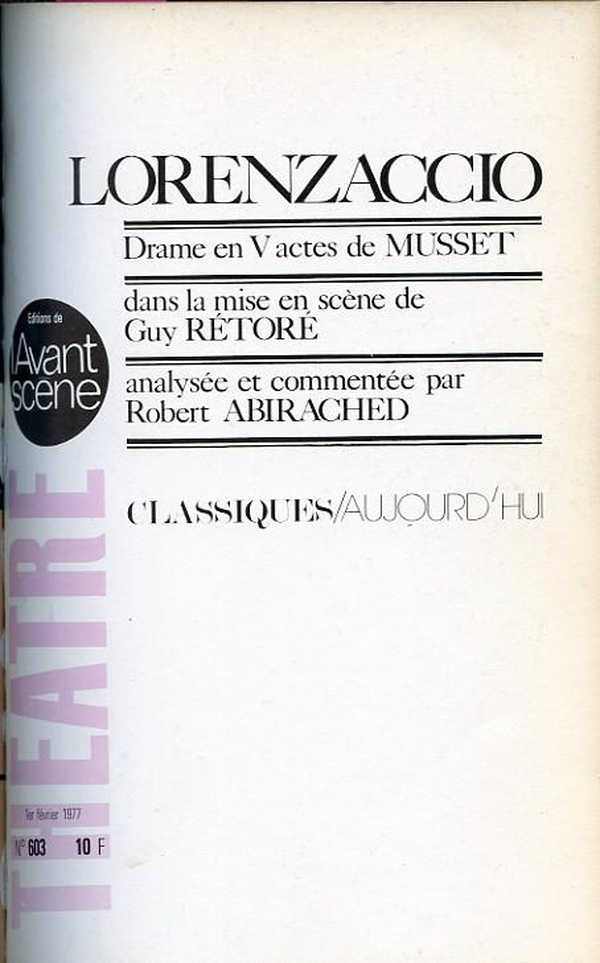 LORENZACCIO
Drame en V actes de MUSSET
dans la mise en scène de
Guy RÉTORÉ
analysée et commentée par
Robert ABIRACHED
CLASSIQUES/AUJOURD'HUI
Editions de
l'Avant
scène
THEATRE
1er février 1977
N° 603 10 F